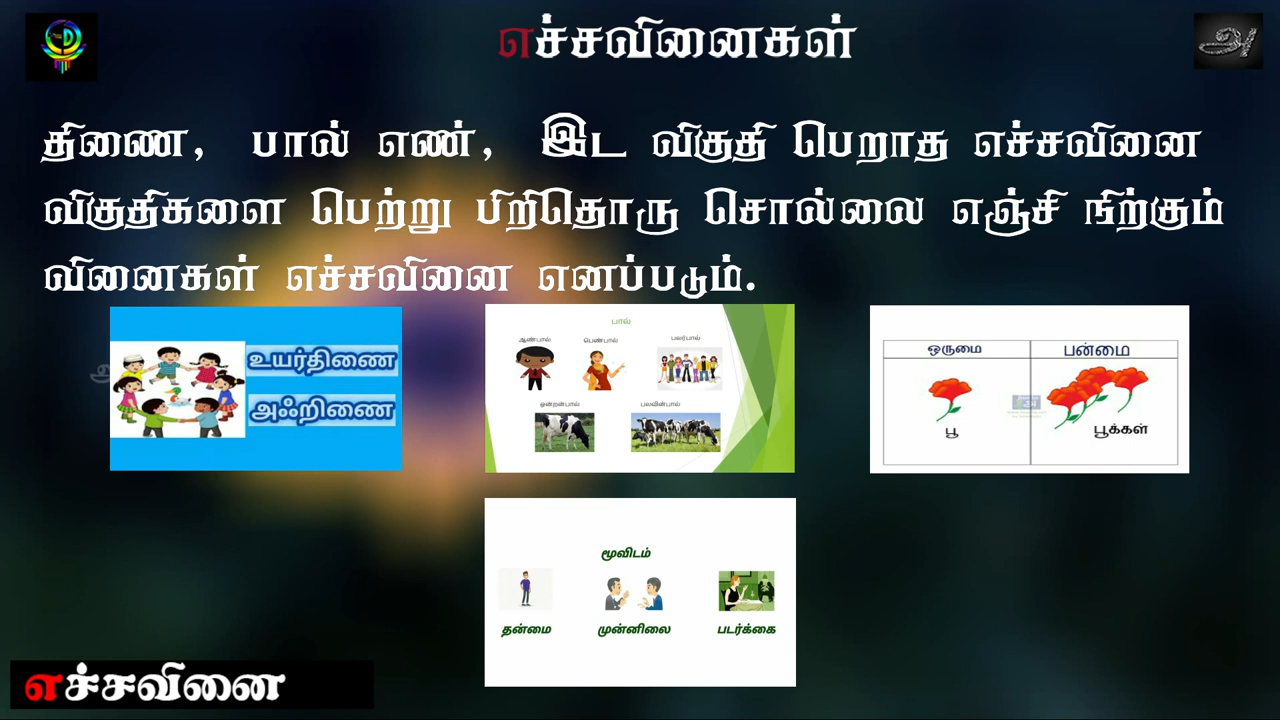 எச்சவினைகள்
திணை, பால் எண், இட விகுதி பெறாத எச்சவினை
விகுதிகளை பெற்று பிறிதொரு சொல்லை எஞ்சி நிற்கும்
வினைகள் எச்சவினை எனப்படும்.
உயர்திணை
அஃறிணை
பால்
ஆண்பால் பெண்பால் பலர்பால்
ஒன்றன்பால் பலவின்பால்
ஒருமை பன்மை
பூ பூக்கள்
மூவிடம்
தன்மை முன்னிலை படர்க்கை
எச்சவினை